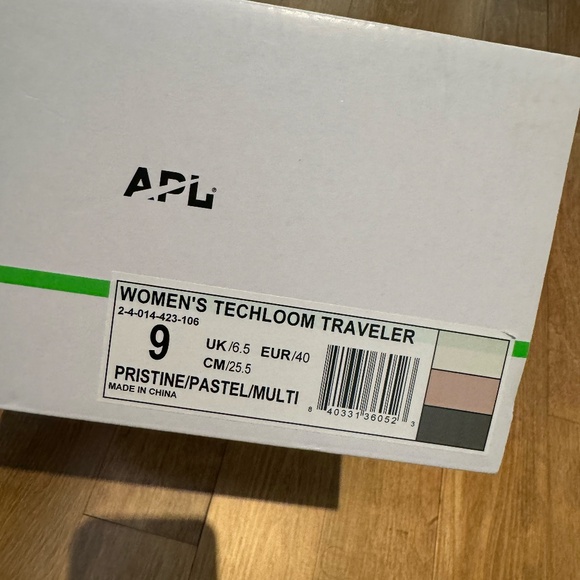 APL®
WOMEN'S TECHLOOM TRAVELER
2-4-014-423-106
9 UK/6.5 EUR/40
CM/25.5
PRISTINE/PASTEL/MULTI
MADE IN CHINA
8 40331 36052 3